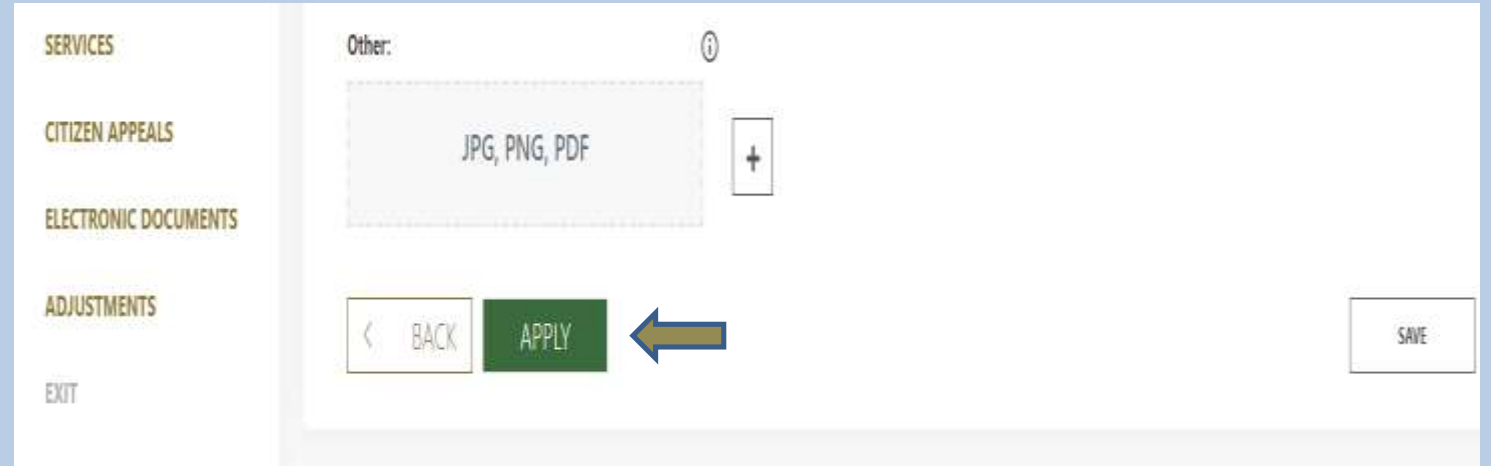 SERVICES
CITIZEN APPEALS
ELECTRONIC DOCUMENTS
ADJUSTMENTS
EXIT
Other:
JPG, PNG, PDF
+
< BACK
APPLY
SAVE